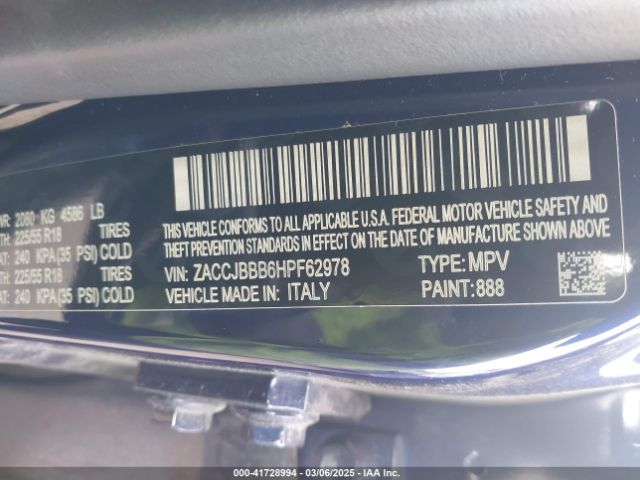 WR: 2080 KG 4586 LB
TH: 225/55 R18 TIRES
AT: 240 KPA (35 PSI) COLD
TH: 225/55 R18 TIRES
AT: 240 KPA (35 PSI) COLD
THIS VEHICLE CONFORMS TO ALL APPLICABLE U.S.A. FEDERAL MOTOR VEHICLE SAFETY AND
THEFT PREVENTION STANDARDS IN EFFECT ON THE DATE OF MANUFACTURE SHOWN ABOVE
VIN: ZACCJBBB6HPF62978 TYPE: MPV
VEHICLE MADE IN: ITALY PAINT: 888
000-41728994 — 03/06/2025 — IAA Inc.